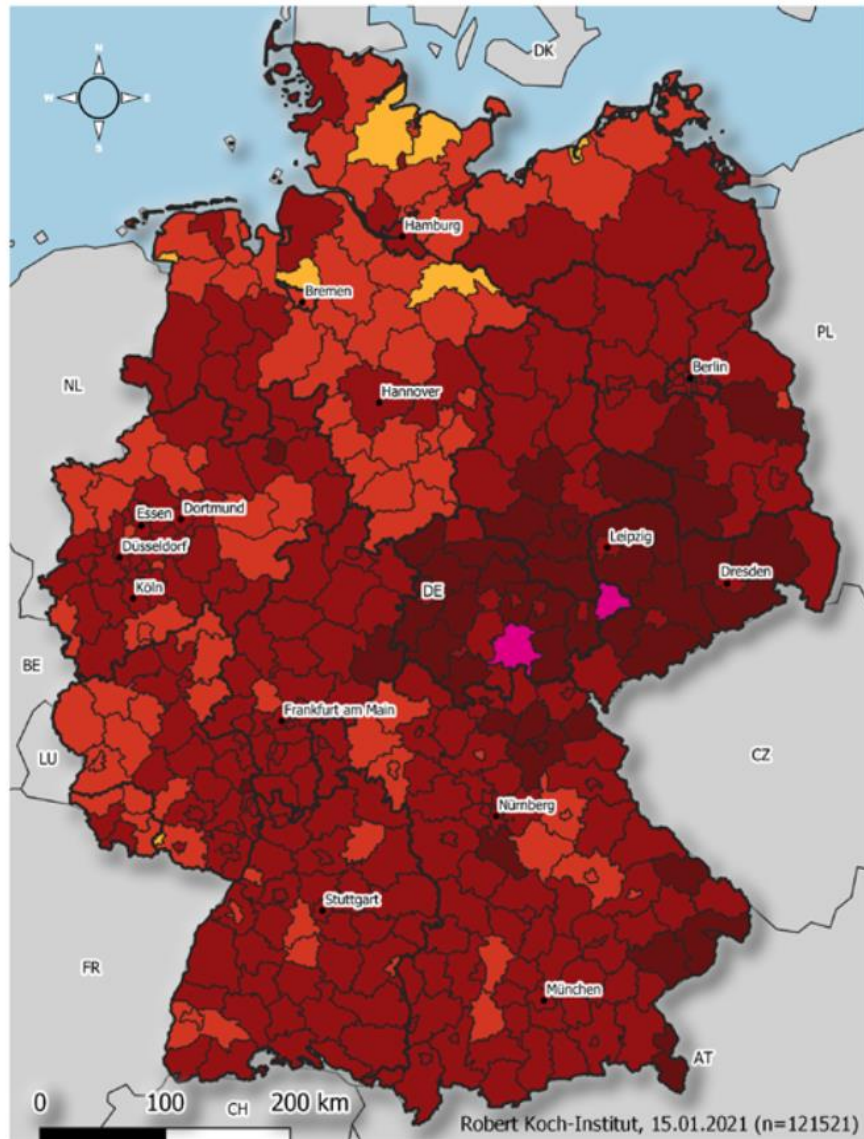 N
W E
S
DK
Hamburg
Bremen
PL
Berlin
NL
Hannover
Essen
Dortmund
Düsseldorf
Leipzig
Köln
DE
Dresden
BE
Frankfurt am Main
LU
CZ
Nürnberg
Stuttgart
FR
München
AT
0 100 200 km
CH
Robert Koch-Institut, 15.01.2021 (n=121521)